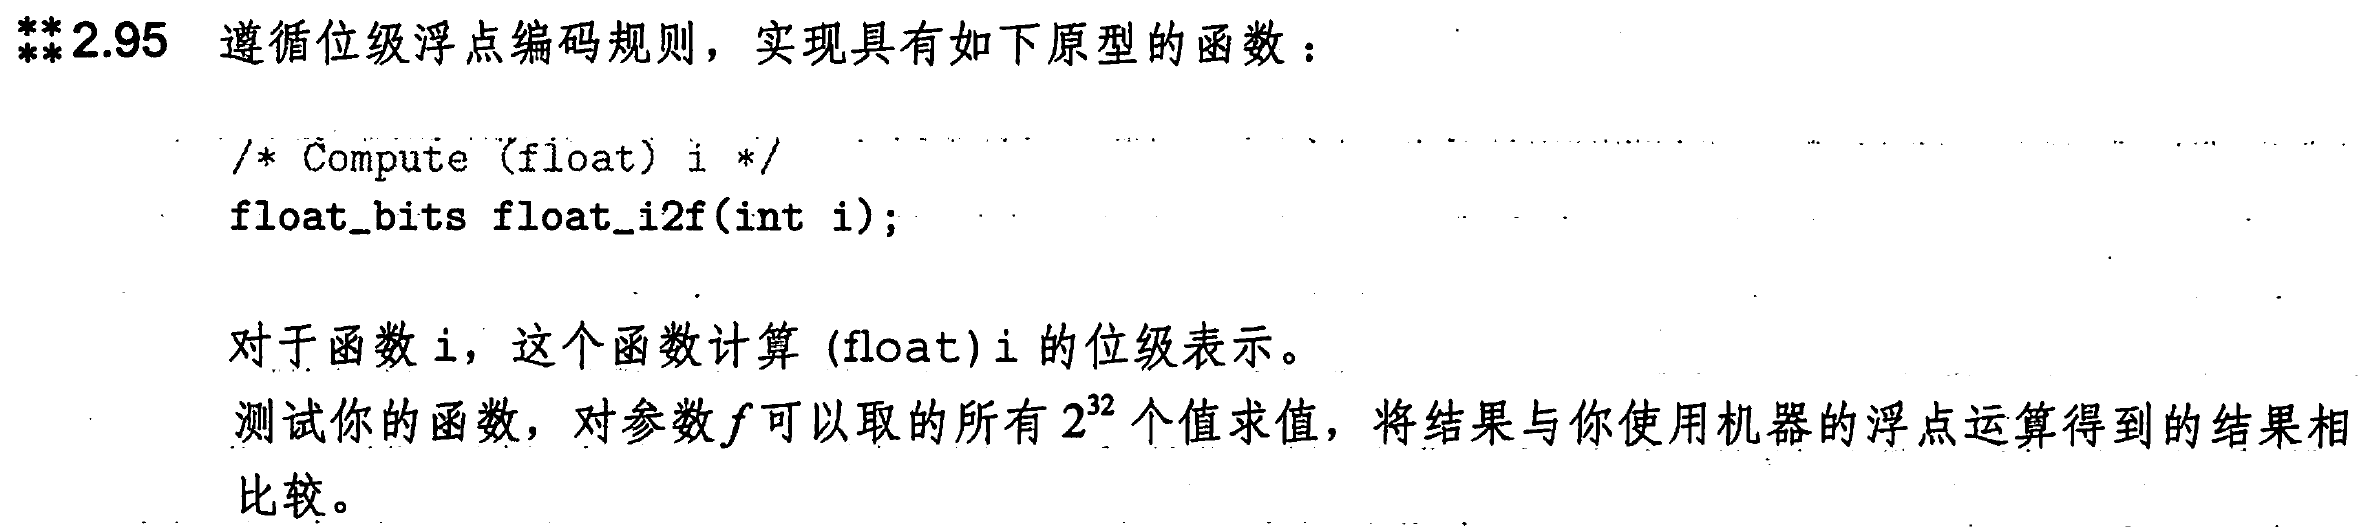 **** 2.95 遵循位级浮点编码规则，实现具有如下原型的函数：
/* Compute (float) i */
float_bits float_i2f(int i);
对于函数 i，这个函数计算 (float)i 的位级表示。
测试你的函数，对参数 f 可以取的所有 2³² 个值求值，将结果与你使用机器的浮点运算得到的结果相
比较。